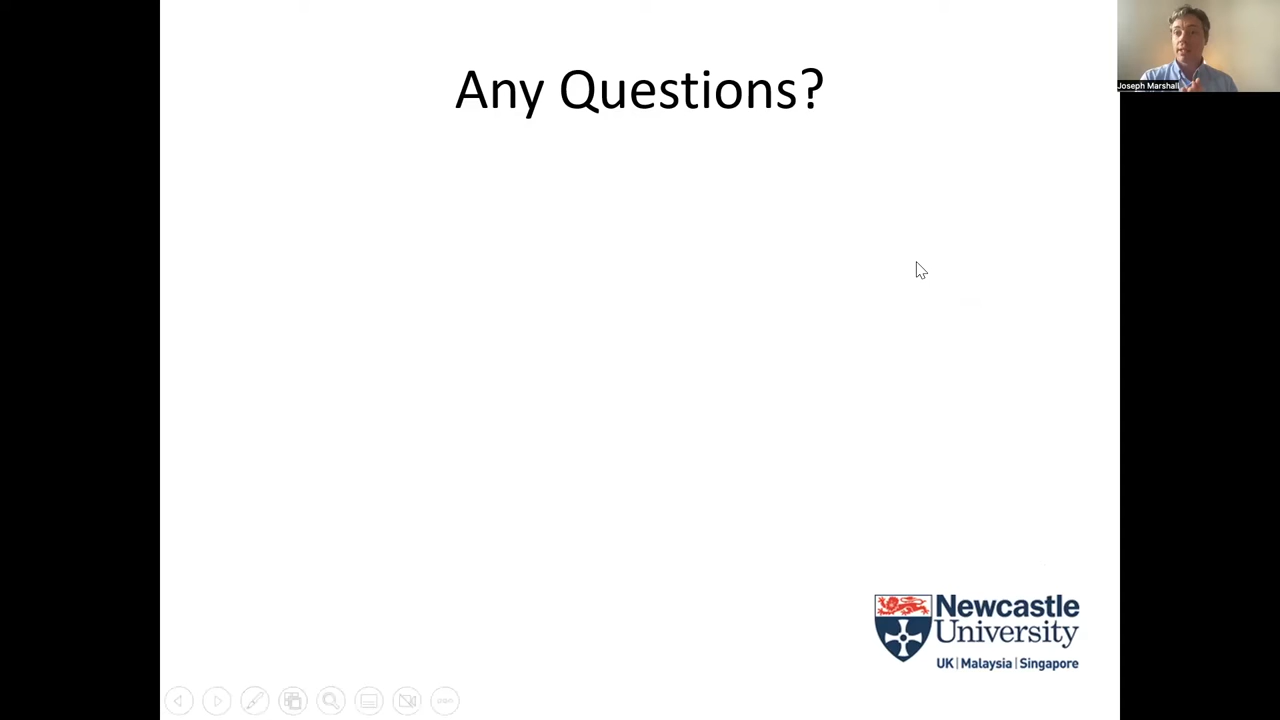 Any Questions?
Joseph Marshall
Newcastle
University
UK | Malaysia | Singapore